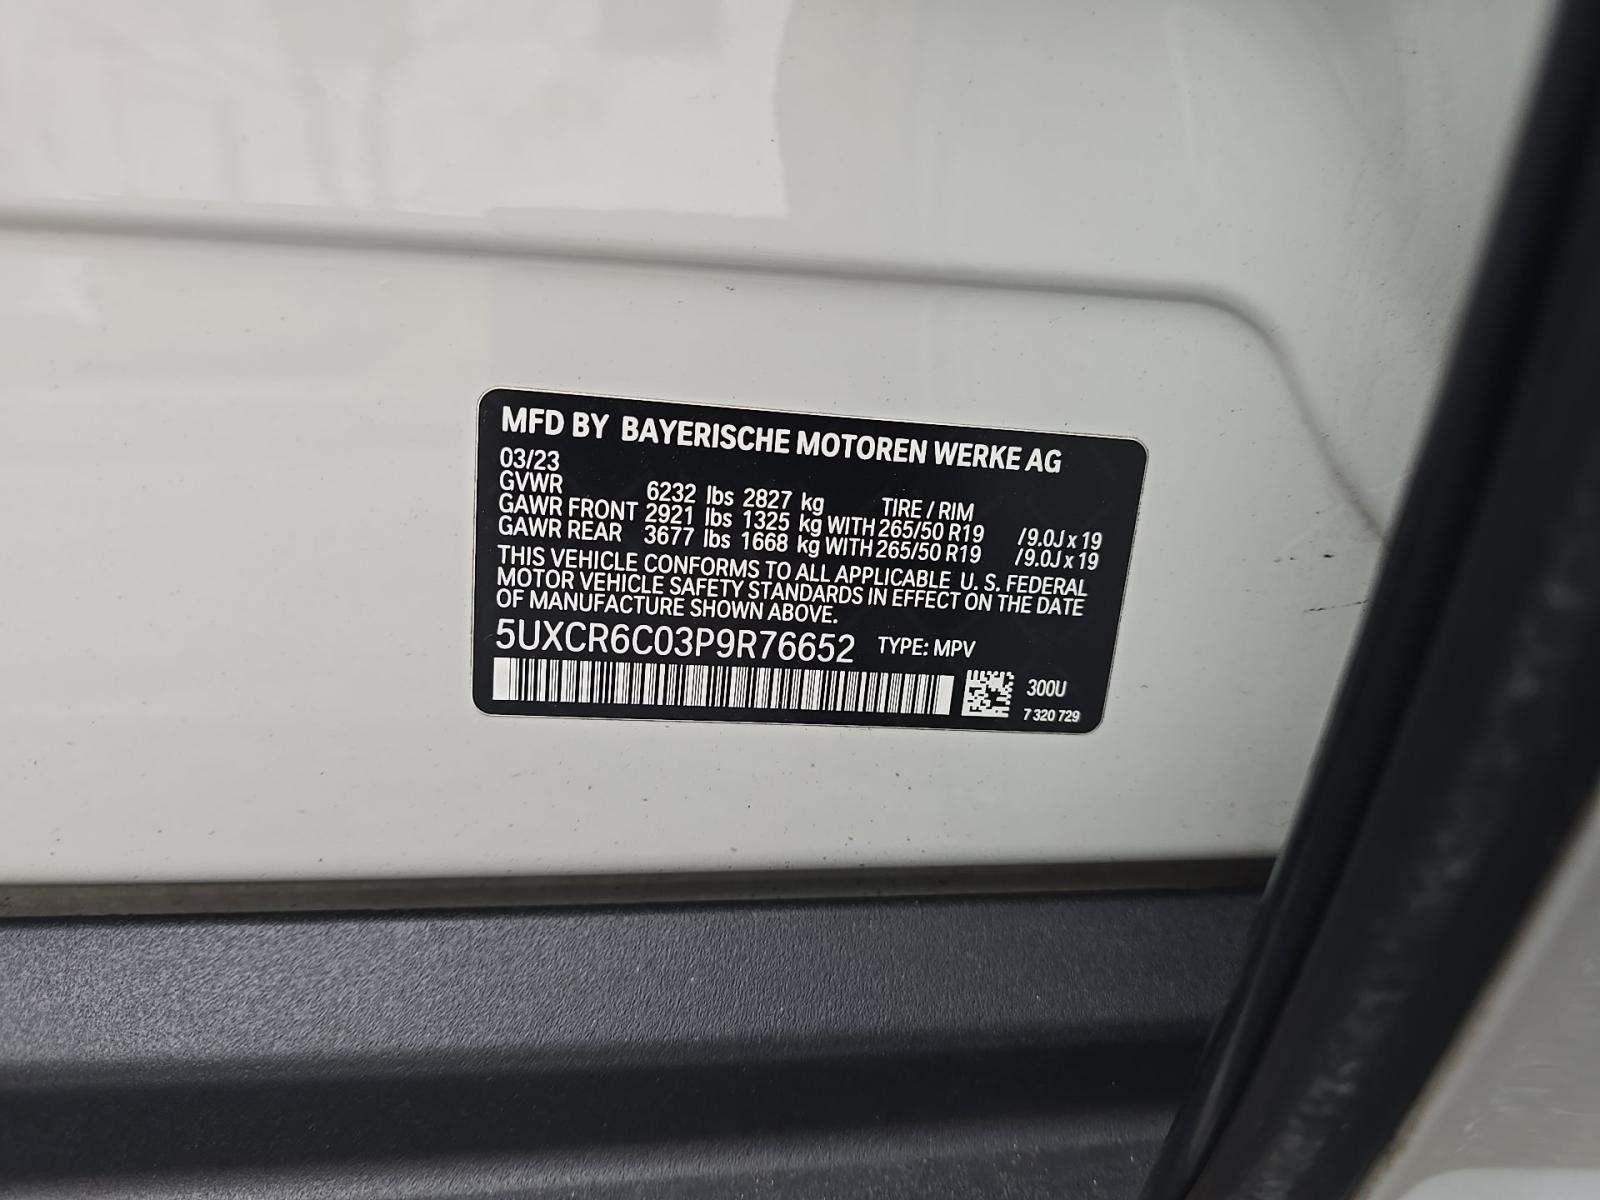 MFD BY BAYERISCHE MOTOREN WERKE AG
03/23
GVWR 6232 lbs 2827 kg TIRE / RIM
GAWR FRONT 2921 lbs 1325 kg WITH 265/50 R19 /9.0J x 19
GAWR REAR 3677 lbs 1668 kg WITH 265/50 R19 /9.0J x 19
THIS VEHICLE CONFORMS TO ALL APPLICABLE U. S. FEDERAL
MOTOR VEHICLE SAFETY STANDARDS IN EFFECT ON THE DATE
OF MANUFACTURE SHOWN ABOVE.
5UXCR6C03P9R76652 TYPE: MPV
300U
7 320 729